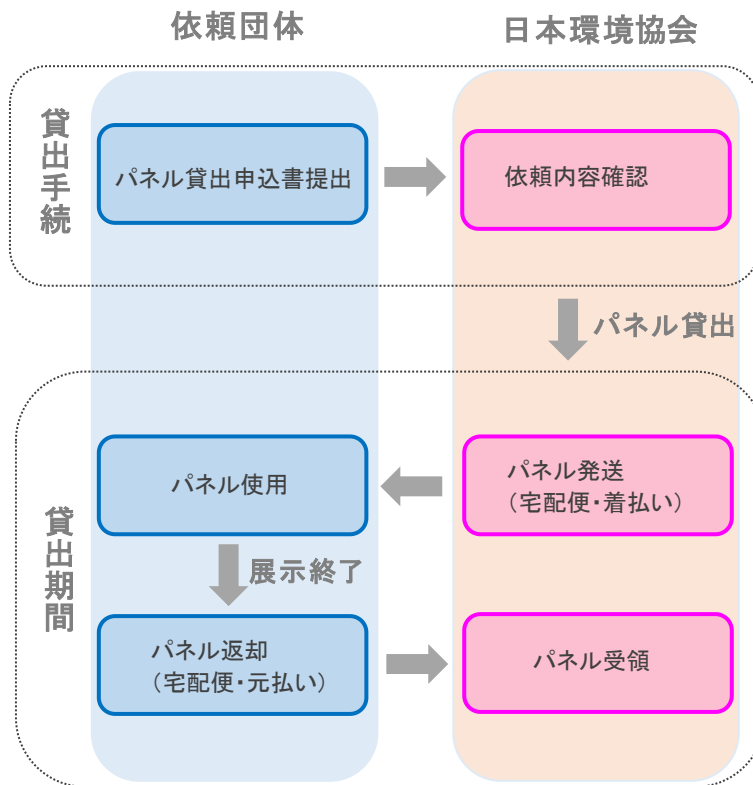 依頼団体
日本環境協会
貸出手続
パネル貸出申込書提出
依頼内容確認
パネル貸出
貸出期間
パネル使用
パネル発送
（宅配便・着払い）
展示終了
パネル返却
（宅配便・元払い）
パネル受領